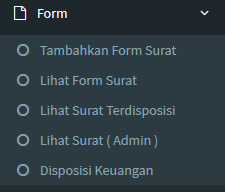 Form
Tambahkan Form Surat
Lihat Form Surat
Lihat Surat Terdisposisi
Lihat Surat ( Admin )
Disposisi Keuangan